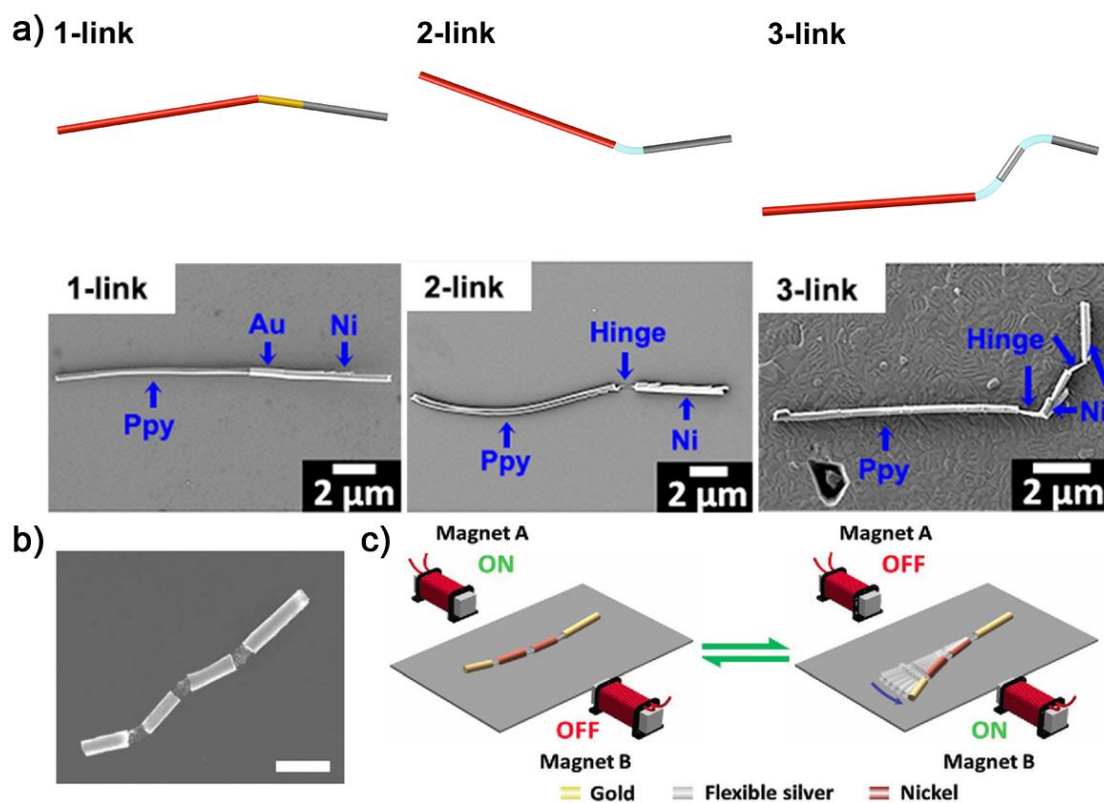 a)
1-link
2-link
3-link
1-link
Au
Ni
Ppy
2 μm
2-link
Hinge
Ppy
Ni
2 μm
3-link
Hinge
Ni
Ppy
2 μm
b)
c)
Magnet A
ON
OFF
Magnet B
Magnet A
OFF
ON
Magnet B
Gold
Flexible silver
Nickel